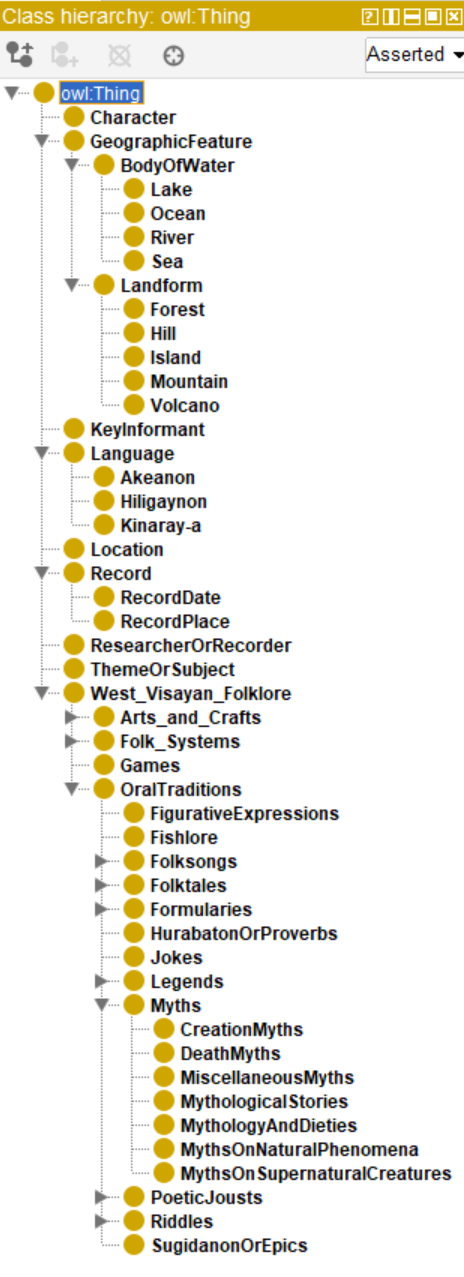 Class hierarchy: owl:Thing
Asserted
owl:Thing
Character
GeographicFeature
BodyOfWater
Lake
Ocean
River
Sea
Landform
Forest
Hill
Island
Mountain
Volcano
KeyInformant
Language
Akeanon
Hiligaynon
Kinaray-a
Location
Record
RecordDate
RecordPlace
ResearcherOrRecorder
ThemeOrSubject
West_Visayan_Folklore
Arts_and_Crafts
Folk_Systems
Games
OralTraditions
FigurativeExpressions
Fishlore
Folksongs
Folktales
Formularies
HurabatonOrProverbs
Jokes
Legends
Myths
CreationMyths
DeathMyths
MiscellaneousMyths
MythologicalStories
MythologyAndDieties
MythsOnNaturalPhenomena
MythsOnSupernaturalCreatures
PoeticJousts
Riddles
SugidanonOrEpics